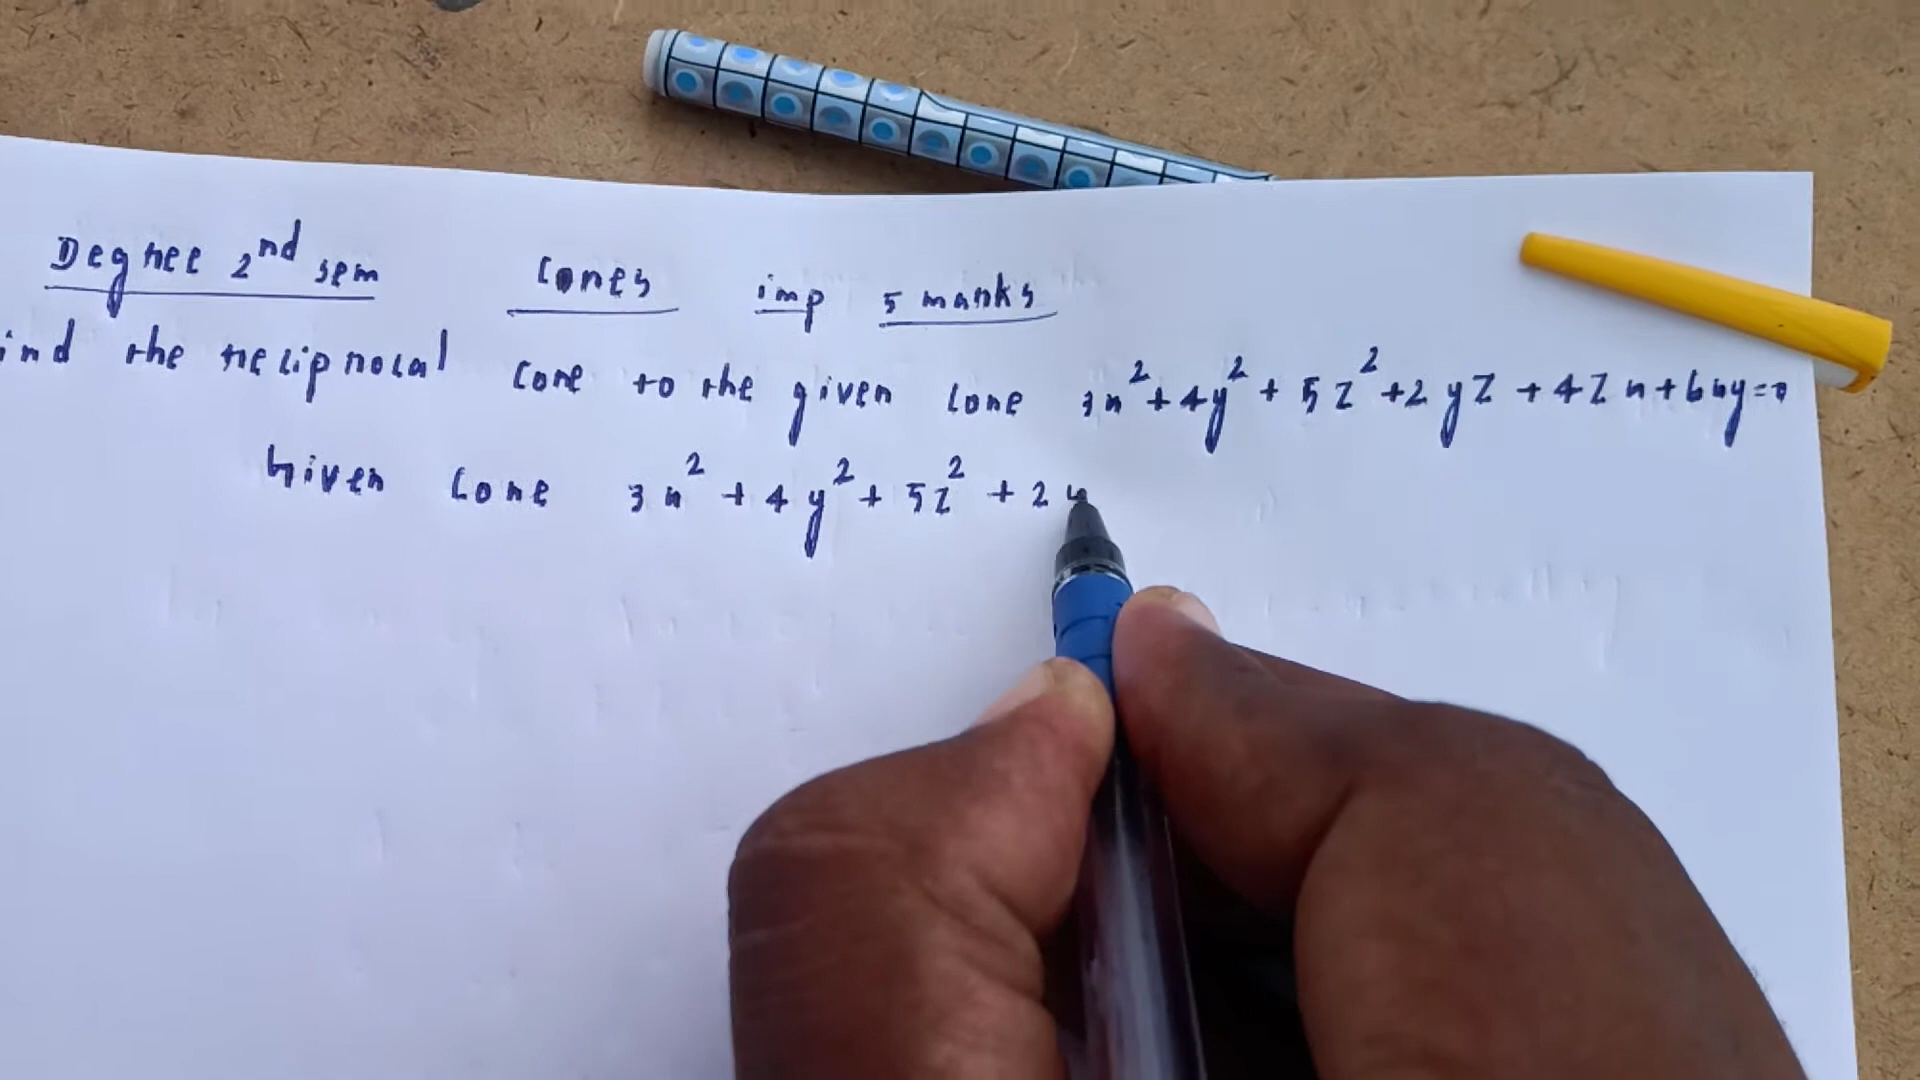 Degree 2nd sem cones imp 5 marks
ind the reciprocal cone to the given cone 3x²+4y²+5z²+2yz+4zx+6xy=0
Given cone 3x²+4y²+5z²+2y